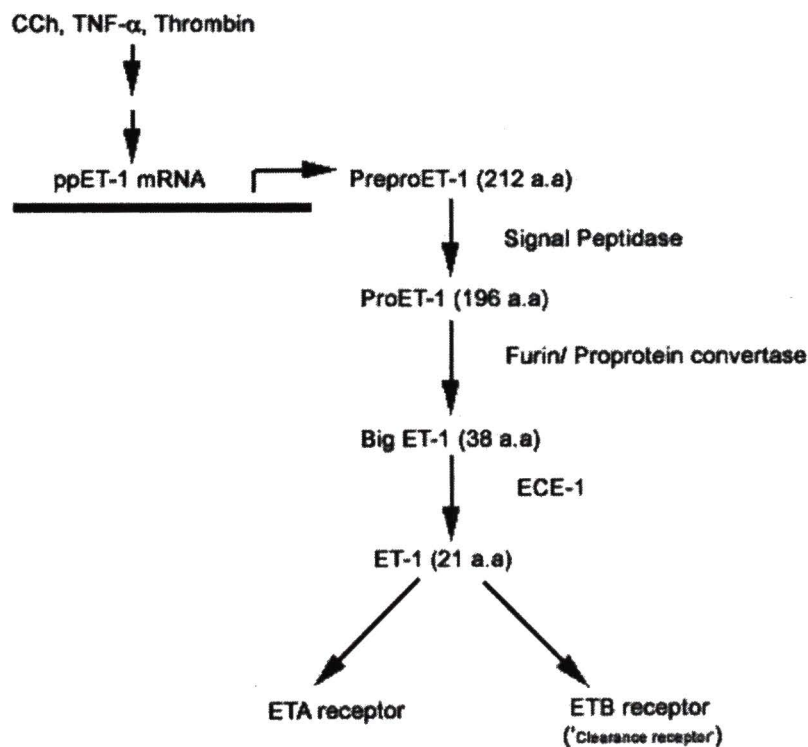 CCh, TNF-α, Thrombin
ppET-1 mRNA
PreproET-1 (212 a.a)
Signal Peptidase
ProET-1 (196 a.a)
Furin/ Proprotein convertase
Big ET-1 (38 a.a)
ECE-1
ET-1 (21 a.a)
ETA receptor
ETB receptor
('Clearance receptor')